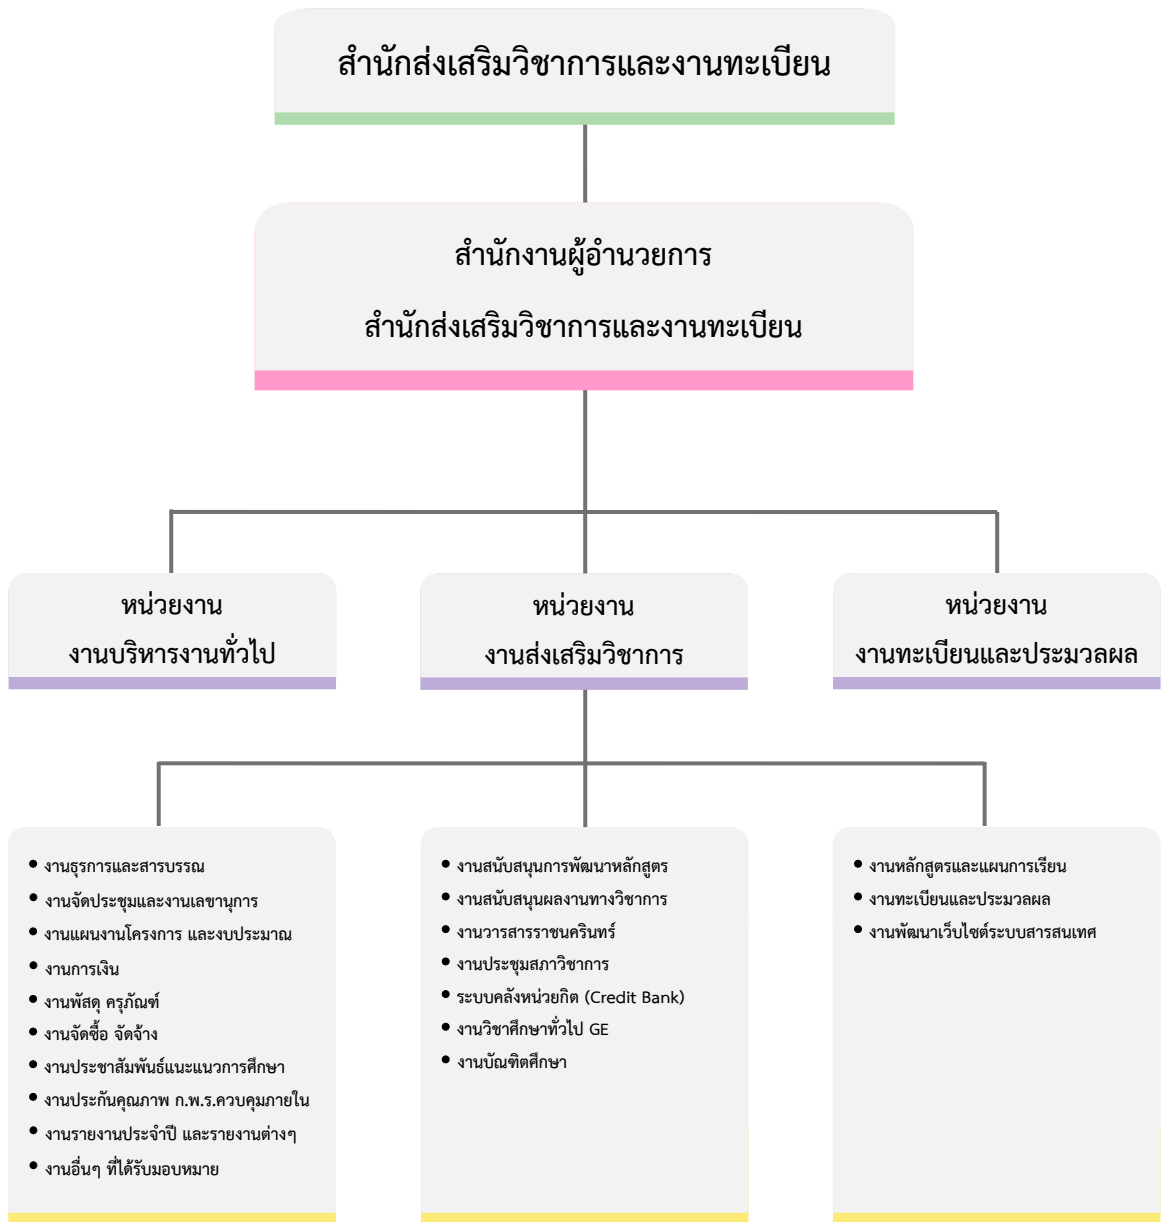 สำนักส่งเสริมวิชาการและงานทะเบียน
สำนักงานผู้อำนวยการ
สำนักส่งเสริมวิชาการและงานทะเบียน
หน่วยงาน
งานบริหารงานทั่วไป
หน่วยงาน
งานส่งเสริมวิชาการ
หน่วยงาน
งานทะเบียนและประมวลผล
• งานธุรการและสารบรรณ
• งานจัดประชุมและงานเลขานุการ
• งานแผนงานโครงการ และงบประมาณ
• งานการเงิน
• งานพัสดุ ครุภัณฑ์
• งานจัดซื้อ จัดจ้าง
• งานประชาสัมพันธ์แนะแนวการศึกษา
• งานประกันคุณภาพ ก.พ.ร.ควบคุมภายใน
• งานรายงานประจำปี และรายงานต่างๆ
• งานอื่นๆ ที่ได้รับมอบหมาย
• งานสนับสนุนการพัฒนาหลักสูตร
• งานสนับสนุนผลงานทางวิชาการ
• งานวารสารราชนครินทร์
• งานประชุมสภาวิชาการ
• ระบบคลังหน่วยกิต (Credit Bank)
• งานวิชาศึกษาทั่วไป GE
• งานบัณฑิตศึกษา
• งานหลักสูตรและแผนการเรียน
• งานทะเบียนและประมวลผล
• งานพัฒนาเว็บไซต์ระบบสารสนเทศ